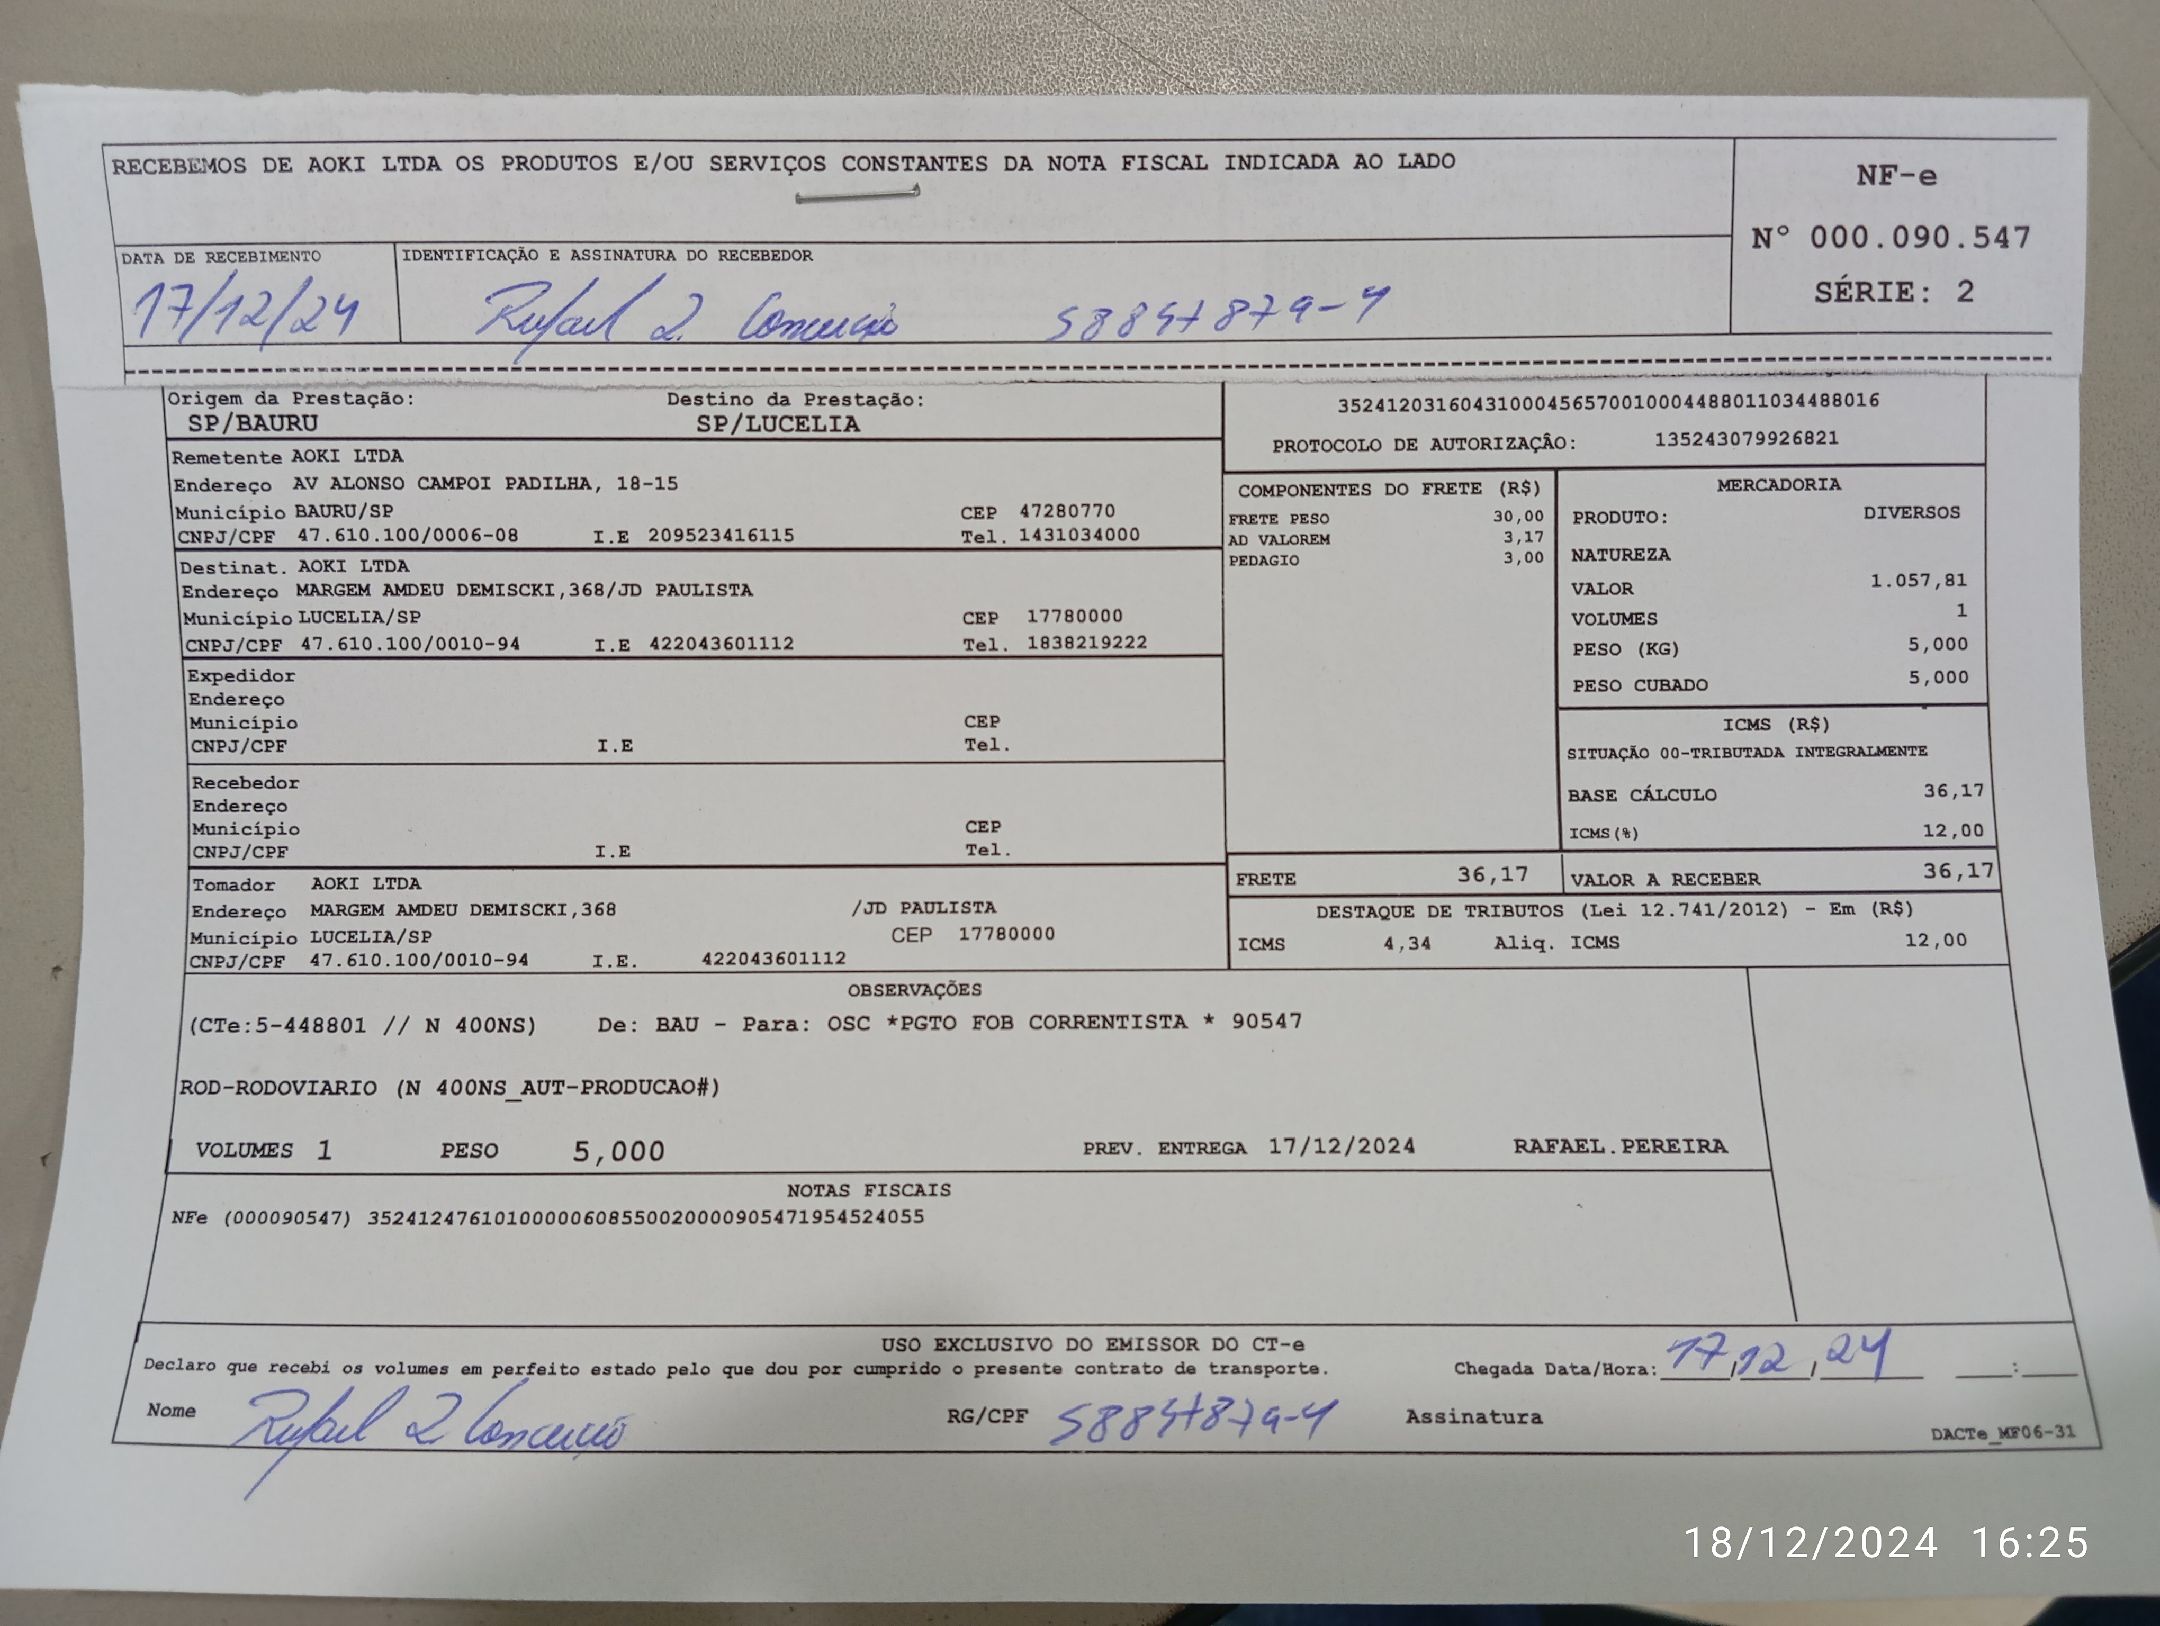 RECEBEMOS DE AOKI LTDA OS PRODUTOS E/OU SERVIÇOS CONSTANTES DA NOTA FISCAL INDICADA AO LADO
NF-e
Nº 000.090.547
SÉRIE: 2
DATA DE RECEBIMENTO
17/12/24
IDENTIFICAÇÃO E ASSINATURA DO RECEBEDOR
Rafael
Origem da Prestação: Destino da Prestação:
SP/BAURU SP/LUCELIA
35241203160431000456570010004488011034488016
PROTOCOLO DE AUTORIZAÇÃO: 135243079926821
Remetente AOKI LTDA
Endereço AV ALONSO CAMPOI PADILHA, 18-15
Município BAURU/SP CEP 47280770
CNPJ/CPF 47.610.100/0006-08 I.E 209523416115 Tel. 1431034000
Destinat. AOKI LTDA
Endereço MARGEM AMDEU DEMISCKI,368/JD PAULISTA
Município LUCELIA/SP CEP 17780000
CNPJ/CPF 47.610.100/0010-94 I.E 422043601112 Tel. 1838219222
Expedidor
Endereço
Município CEP
CNPJ/CPF I.E Tel.
Recebedor
Endereço
Município CEP
CNPJ/CPF I.E Tel.
Tomador AOKI LTDA
Endereço MARGEM AMDEU DEMISCKI,368 /JD PAULISTA
Município LUCELIA/SP CEP 17780000
CNPJ/CPF 47.610.100/0010-94 I.E. 422043601112
COMPONENTES DO FRETE (R$)
FRETE PESO 30,00
AD VALOREM 3,17
PEDAGIO 3,00
MERCADORIA
PRODUTO: DIVERSOS
NATUREZA
VALOR 1.057,81
VOLUMES 1
PESO (KG) 5,000
PESO CUBADO 5,000
ICMS (R$)
SITUAÇÃO 00-TRIBUTADA INTEGRALMENTE
BASE CÁLCULO 36,17
ICMS(%) 12,00
FRETE 36,17 VALOR A RECEBER 36,17
DESTAQUE DE TRIBUTOS (Lei 12.741/2012) - Em (R$)
ICMS 4,34 Aliq. ICMS 12,00
OBSERVAÇÕES
(CTe:5-448801 // N 400NS) De: BAU - Para: OSC *PGTO FOB CORRENTISTA * 90547
ROD-RODOVIARIO (N 400NS_AUT-PRODUCAO#)
VOLUMES 1 PESO 5,000 PREV. ENTREGA 17/12/2024 RAFAEL.PEREIRA
NOTAS FISCAIS
NFe (000090547) 35241247610100000608550020000905471954524055
USO EXCLUSIVO DO EMISSOR DO CT-e
Declaro que recebi os volumes em perfeito estado pelo que dou por cumprido o presente contrato de transporte. Chegada Data/Hora: 17/12/24 __:__
Nome Rafael RG/CPF Assinatura
DACTe_MF06-31
18/12/2024 16:25